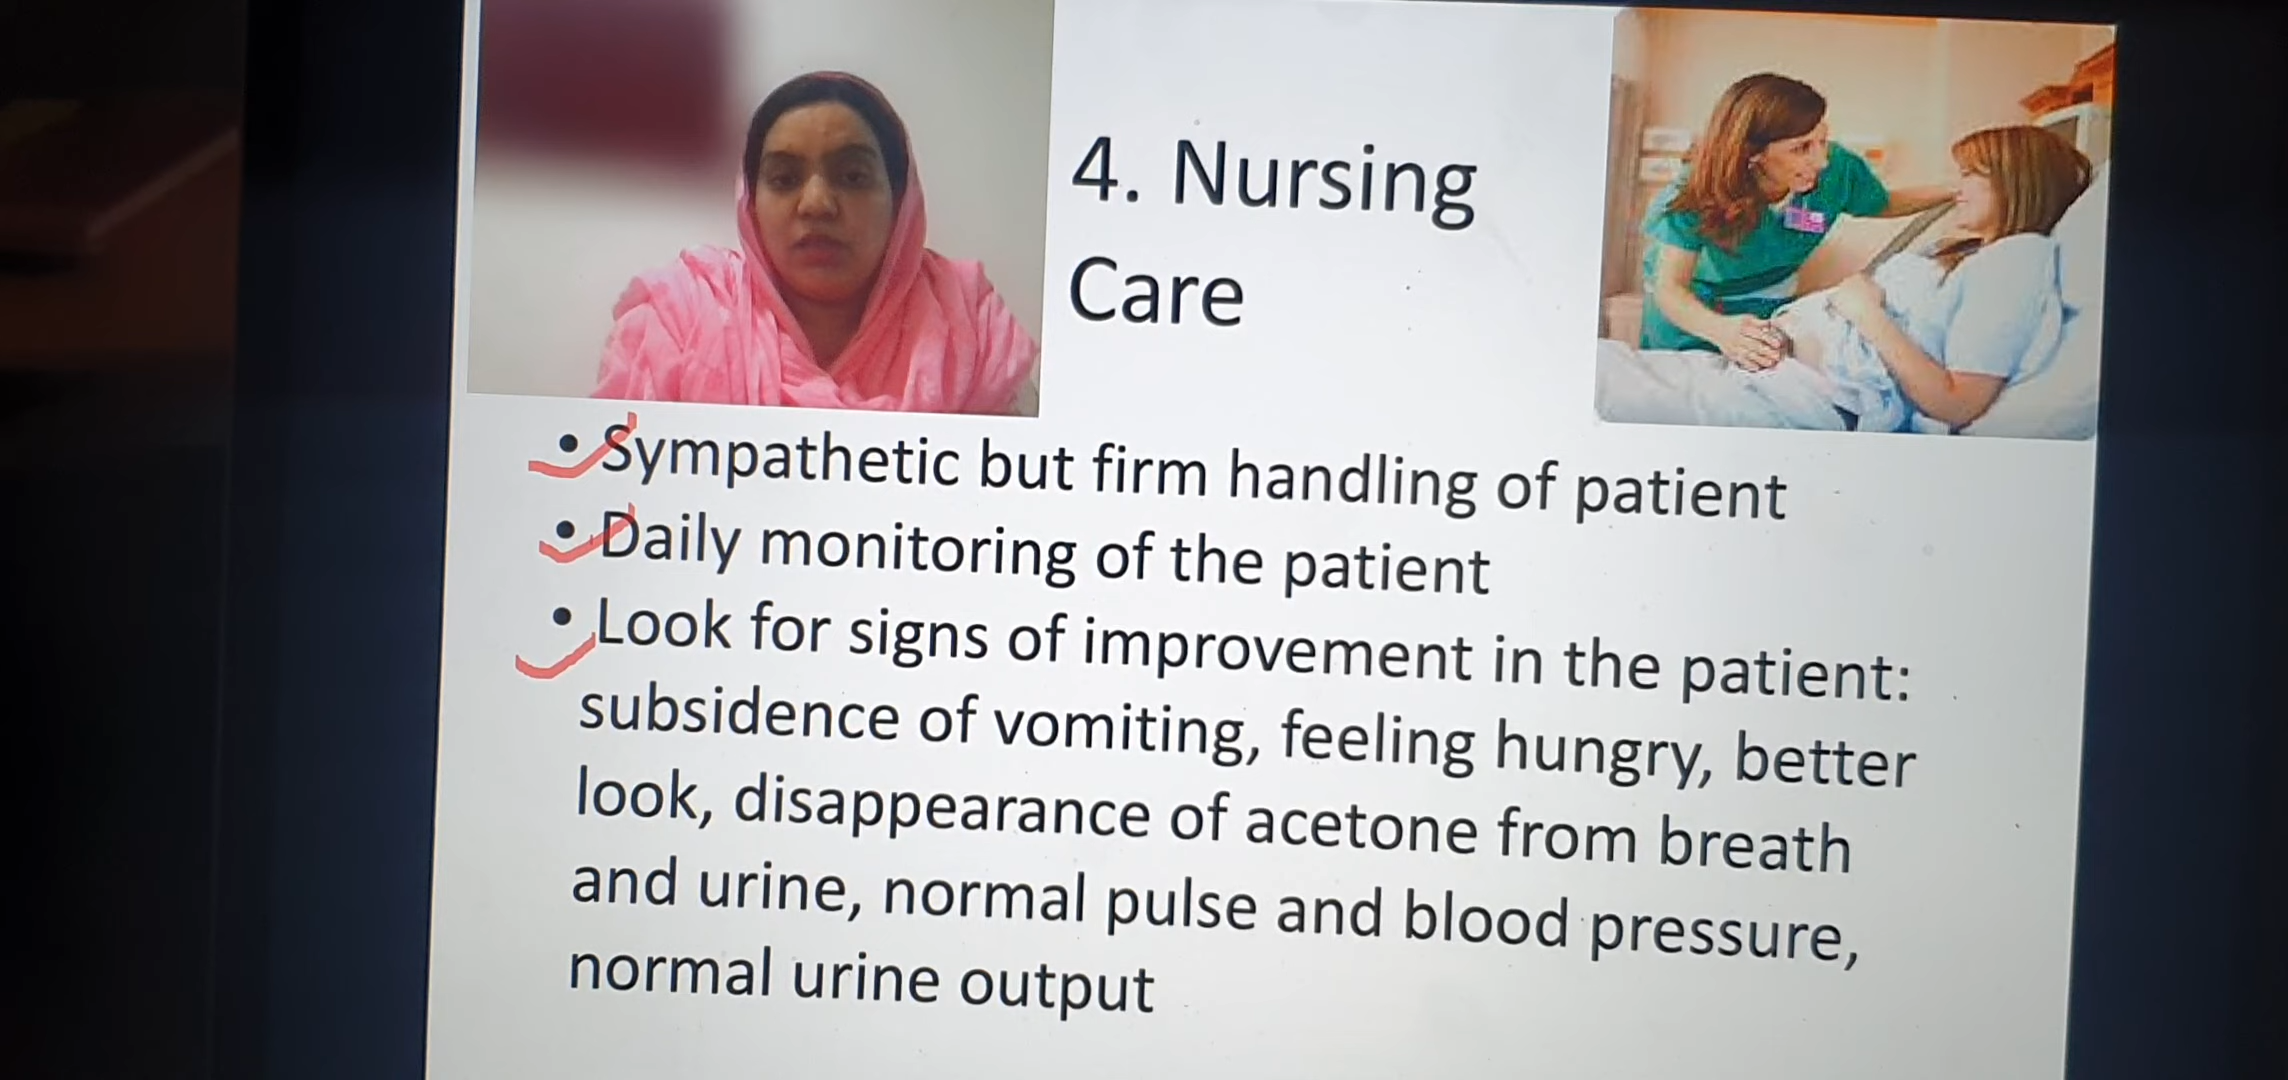 4. Nursing
Care
• Sympathetic but firm handling of patient
• Daily monitoring of the patient
• Look for signs of improvement in the patient:
subsidence of vomiting, feeling hungry, better
look, disappearance of acetone from breath
and urine, normal pulse and blood pressure,
normal urine output